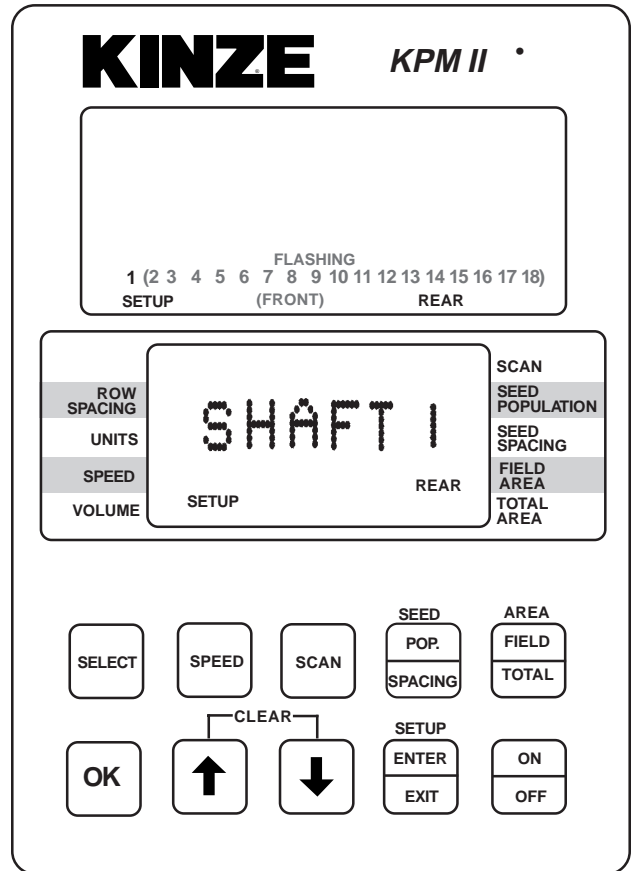 KINZE KPM II
FLASHING
1 (2 3 4 5 6 7 8 9 10 11 12 13 14 15 16 17 18)
SETUP (FRONT) REAR
SCAN
ROW SPACING
SEED POPULATION
UNITS
SEED SPACING
SPEED
FIELD AREA
VOLUME
TOTAL AREA
SHAFT 1
SETUP REAR
SEED AREA
SELECT SPEED SCAN POP. SPACING FIELD TOTAL
CLEAR SETUP
OK ENTER EXIT ON OFF